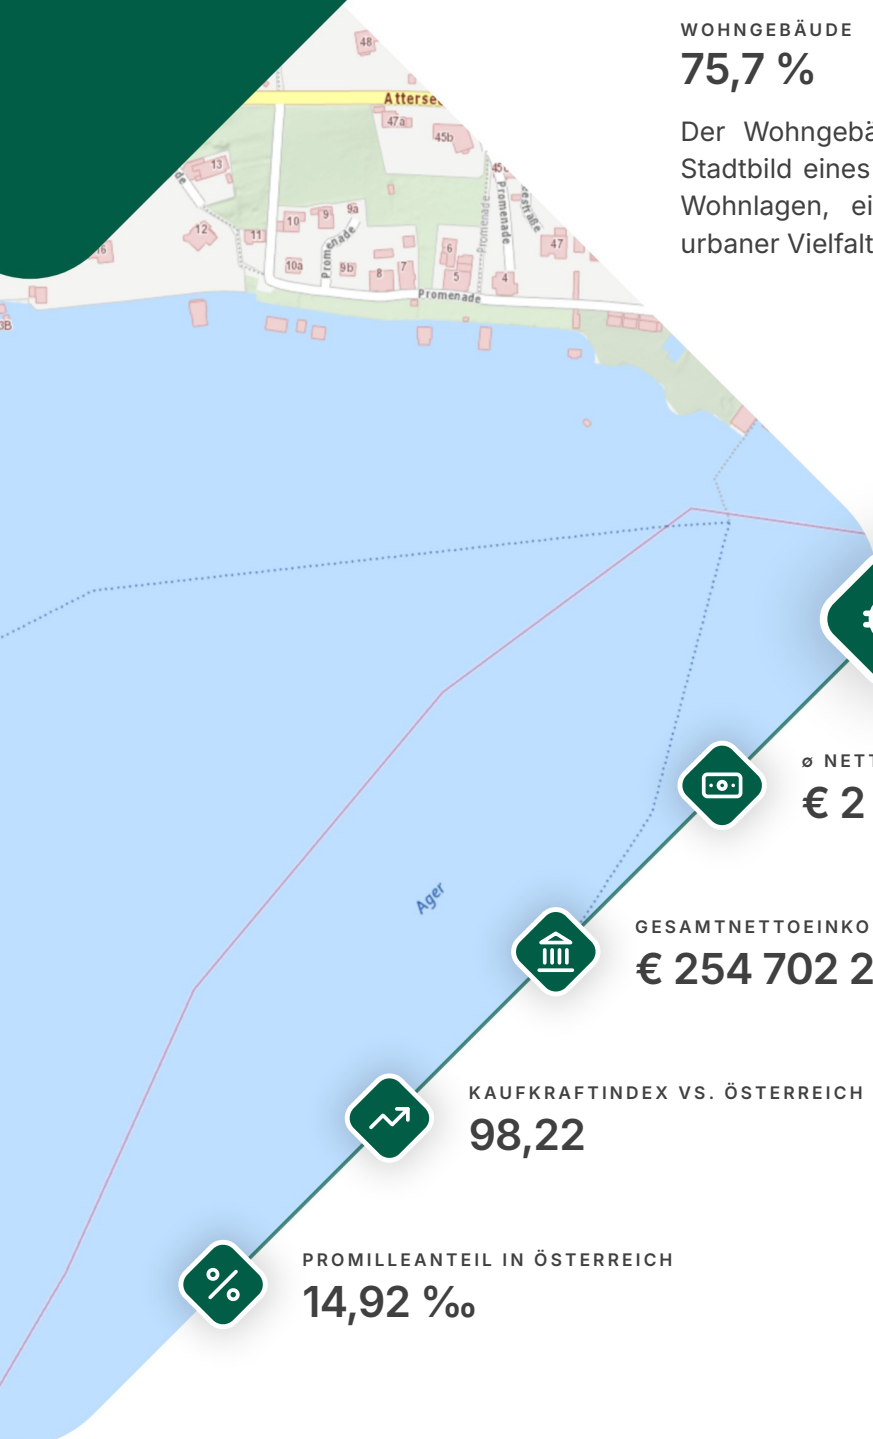 WOHNGEBÄUDE
75,7 %
Der Wohngebä
Stadtbild eines
Wohnlagen, ei
urbaner Vielfalt
48
Atterse
47a
45b
13
9a
9
10
12
11
Promenade
Promenade
Promenade
47
6
10a
9b
8
7
5
4
Promenade
3B
Ager
ø NETT
€ 2
GESAMTNETTOEINKO
€ 254 702 2
KAUFKRAFTINDEX VS. ÖSTERREICH
98,22
PROMILLEANTEIL IN ÖSTERREICH
14,92 ‰